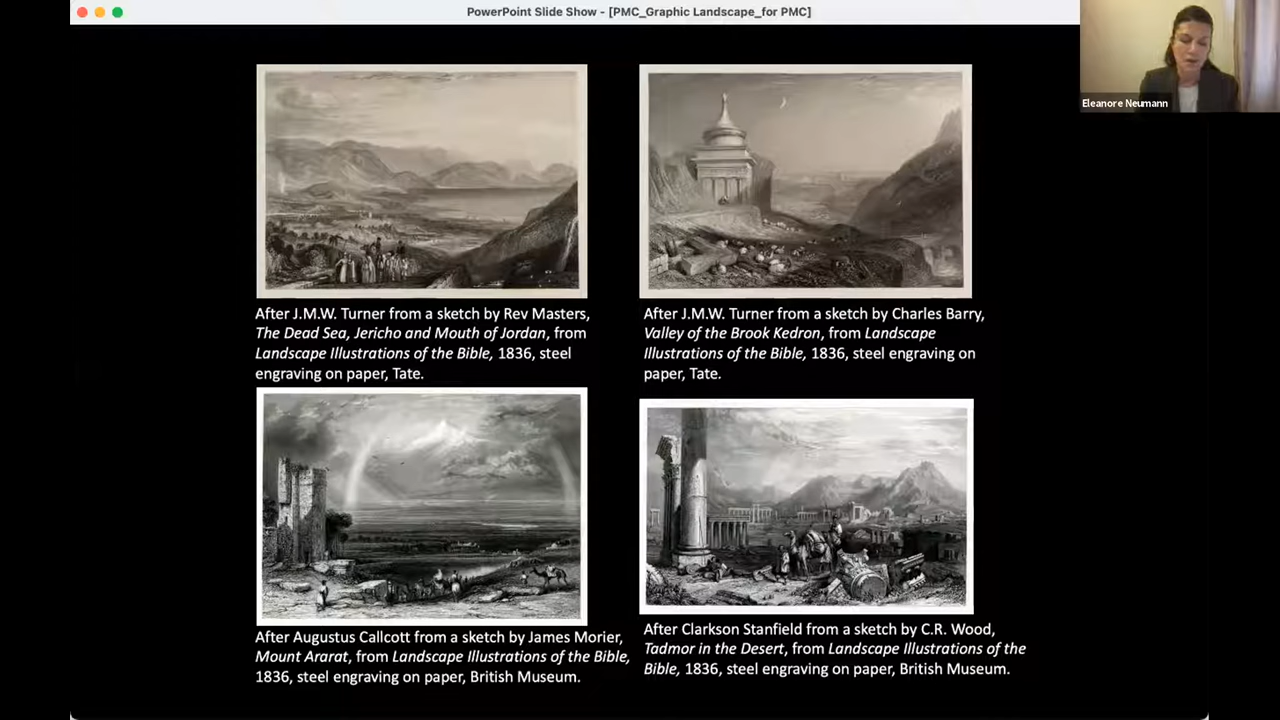 PowerPoint Slide Show - [PMC_Graphic Landscape_for PMC]
Eleanore Neumann
After J.M.W. Turner from a sketch by Rev Masters,
The Dead Sea, Jericho and Mouth of Jordan, from
Landscape Illustrations of the Bible, 1836, steel
engraving on paper, Tate.
After J.M.W. Turner from a sketch by Charles Barry,
Valley of the Brook Kedron, from Landscape
Illustrations of the Bible, 1836, steel engraving on
paper, Tate.
After Augustus Callcott from a sketch by James Morier,
Mount Ararat, from Landscape Illustrations of the Bible,
1836, steel engraving on paper, British Museum.
After Clarkson Stanfield from a sketch by C.R. Wood,
Tadmor in the Desert, from Landscape Illustrations of the
Bible, 1836, steel engraving on paper, British Museum.